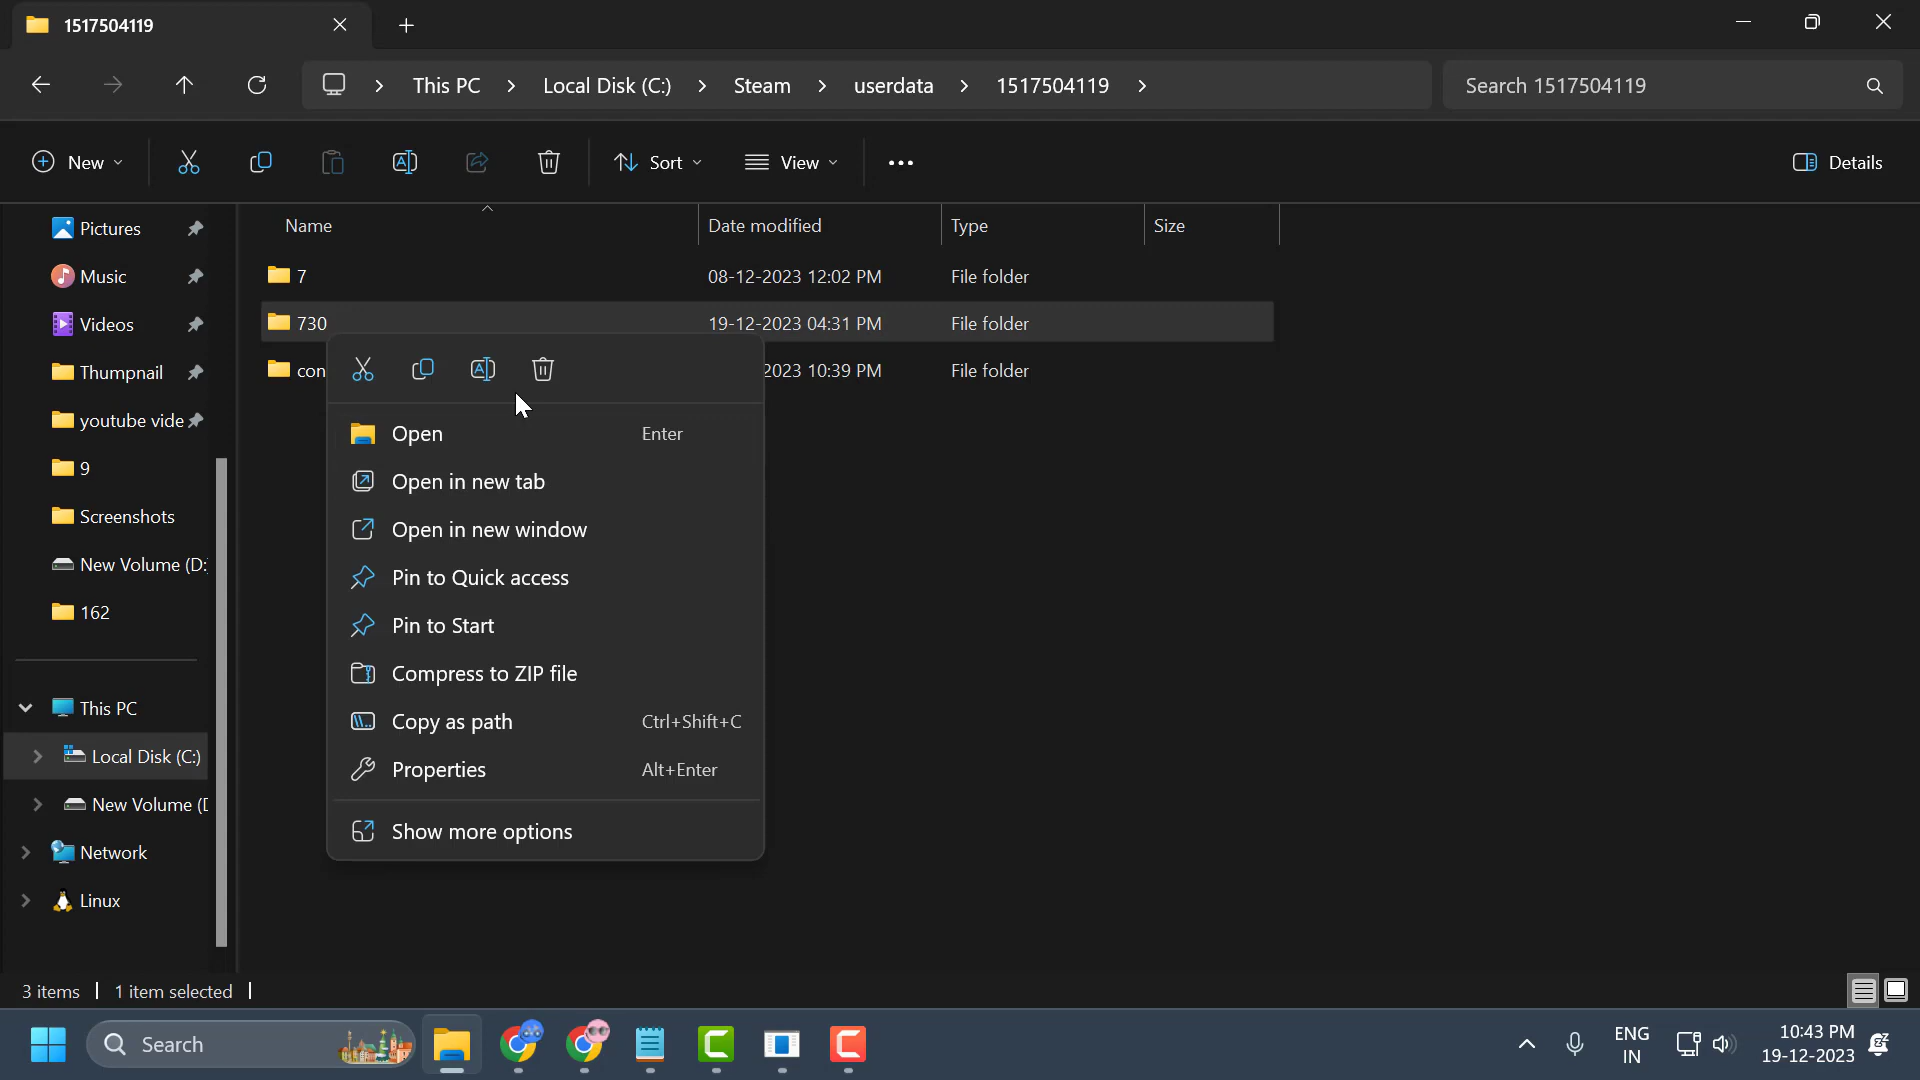 1517504119
This PC > Local Disk (C:) > Steam > userdata > 1517504119 >
Search 1517504119
New
Sort
View
Details
Pictures
Music
Videos
Thumpnail
youtube vide
9
Screenshots
New Volume (D:
162
This PC
Local Disk (C:)
New Volume (D
Network
Linux
Name Date modified Type Size
7 08-12-2023 12:02 PM File folder
730 19-12-2023 04:31 PM File folder
con 2023 10:39 PM File folder
Open Enter
Open in new tab
Open in new window
Pin to Quick access
Pin to Start
Compress to ZIP file
Copy as path Ctrl+Shift+C
Properties Alt+Enter
Show more options
3 items | 1 item selected |
Search
ENG
IN
10:43 PM
19-12-2023